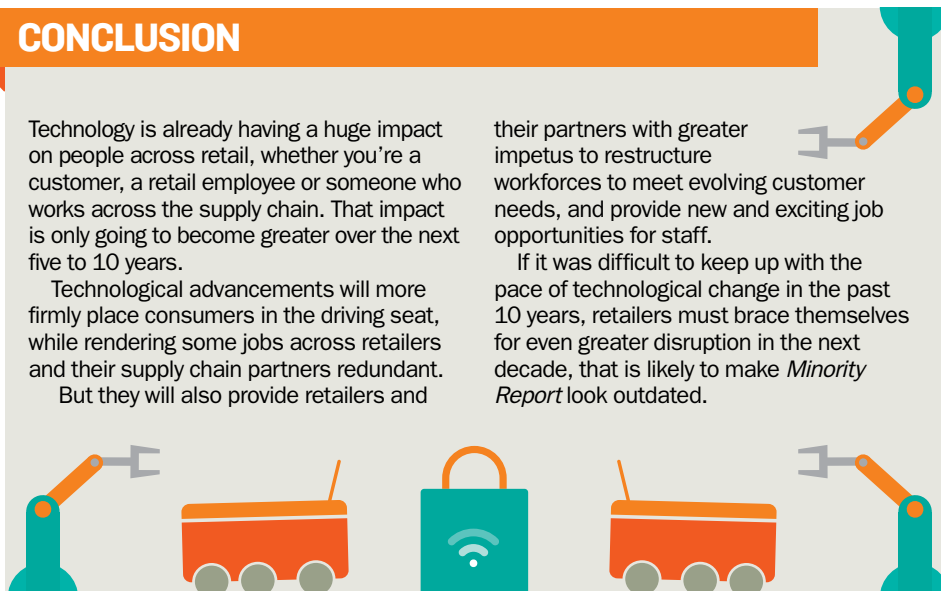 CONCLUSION
Technology is already having a huge impact
on people across retail, whether you’re a
customer, a retail employee or someone who
works across the supply chain. That impact
is only going to become greater over the next
five to 10 years.
Technological advancements will more
firmly place consumers in the driving seat,
while rendering some jobs across retailers
and their supply chain partners redundant.
But they will also provide retailers and
their partners with greater
impetus to restructure
workforces to meet evolving customer
needs, and provide new and exciting job
opportunities for staff.
If it was difficult to keep up with the
pace of technological change in the past
10 years, retailers must brace themselves
for even greater disruption in the next
decade, that is likely to make Minority
Report look outdated.